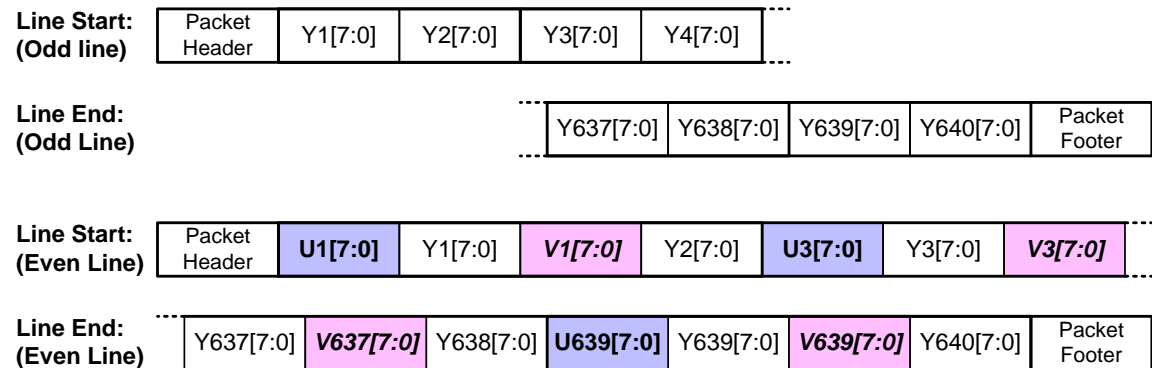 Line Start:
(Odd line)
Packet
Header
Y1[7:0]
Y2[7:0]
Y3[7:0]
Y4[7:0]
Line End:
(Odd Line)
Y637[7:0]
Y638[7:0]
Y639[7:0]
Y640[7:0]
Packet
Footer
Line Start:
(Even Line)
Packet
Header
U1[7:0]
Y1[7:0]
V1[7:0]
Y2[7:0]
U3[7:0]
Y3[7:0]
V3[7:0]
Line End:
(Even Line)
Y637[7:0]
V637[7:0]
Y638[7:0]
U639[7:0]
Y639[7:0]
V639[7:0]
Y640[7:0]
Packet
Footer